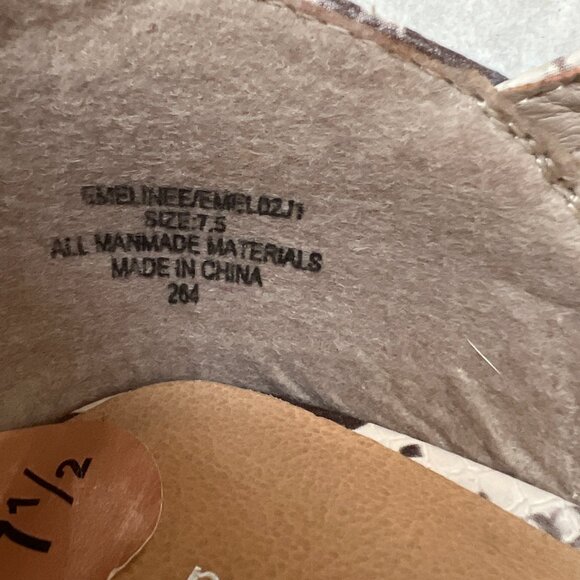 EMELINEE/EMEL02J1
SIZE:7.5
ALL MANMADE MATERIALS
MADE IN CHINA
264
7 1/2